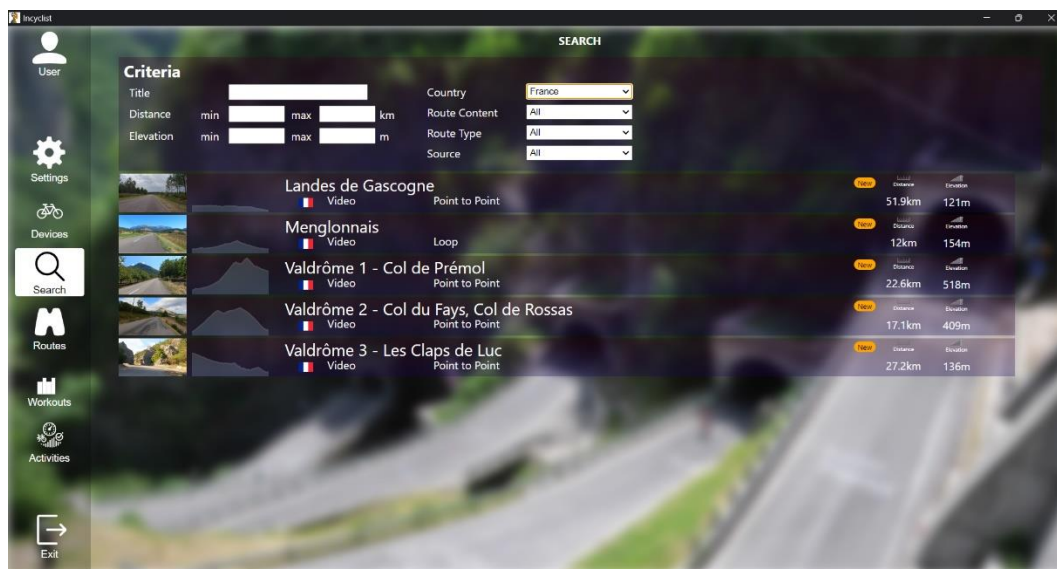 Incyclist
SEARCH
User
Criteria
Title
Country France
Distance min max km
Route Content All
Elevation min max m
Route Type All
Source All
Settings
Devices
Search
Routes
Workouts
Activities
Exit
Landes de Gascogne
Video Point to Point
New Distance Elevation
51.9km 121m
Menglonnais
Video Loop
New Distance Elevation
12km 154m
Valdrôme 1 - Col de Prémol
Video Point to Point
New Distance Elevation
22.6km 518m
Valdrôme 2 - Col du Fays, Col de Rossas
Video Point to Point
New Distance Elevation
17.1km 409m
Valdrôme 3 - Les Claps de Luc
Video Point to Point
New Distance Elevation
27.2km 136m